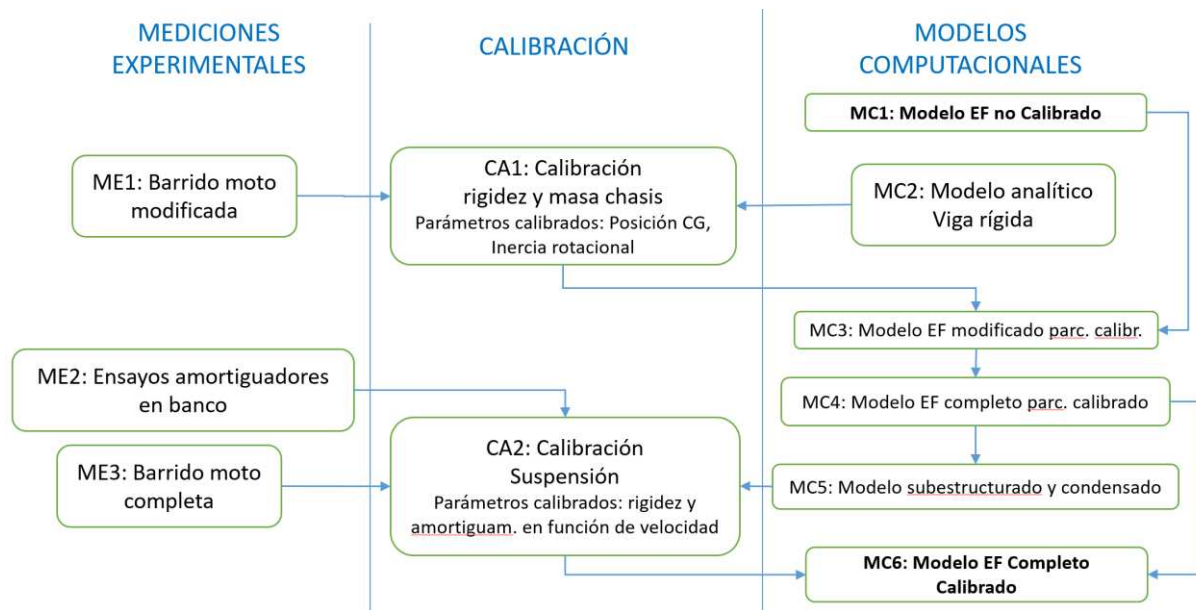 MEDICIONES
EXPERIMENTALES
CALIBRACIÓN
MODELOS
COMPUTACIONALES
MC1: Modelo EF no Calibrado
ME1: Barrido moto
modificada
CA1: Calibración
rigidez y masa chasis
Parámetros calibrados: Posición CG,
Inercia rotacional
MC2: Modelo analítico
Viga rígida
MC3: Modelo EF modificado parc. calibr.
ME2: Ensayos amortiguadores
en banco
MC4: Modelo EF completo parc. calibrado
ME3: Barrido moto
completa
CA2: Calibración
Suspensión
Parámetros calibrados: rigidez y
amortiguam. en función de velocidad
MC5: Modelo subestructurado y condensado
MC6: Modelo EF Completo
Calibrado